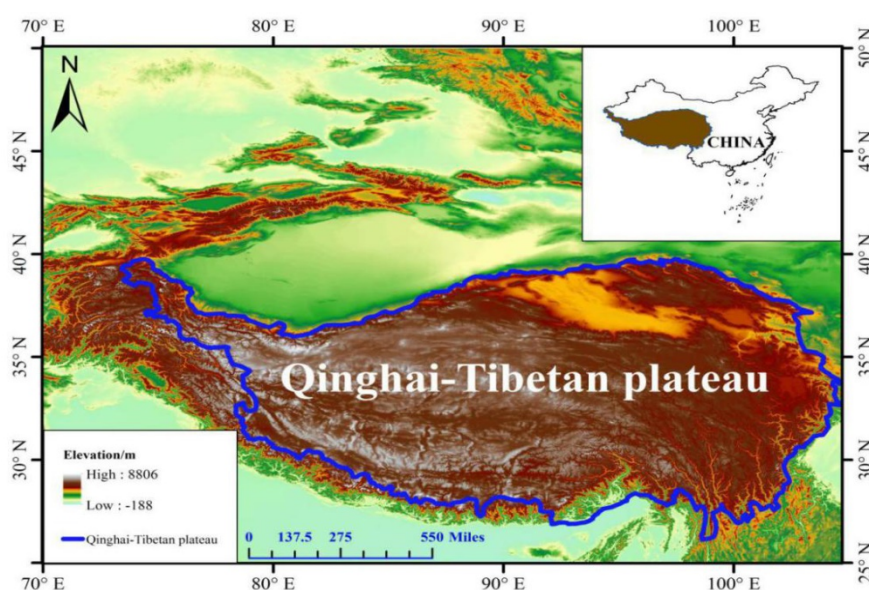 70° E
80° E
90° E
100° E
50° N
45° N
40° N
35° N
30° N
25° N
N
CHINA
Qinghai-Tibetan plateau
Elevation/m
High : 8806
Low : -188
Qinghai-Tibetan plateau
0 137.5 275 550 Miles
45° N
40° N
35° N
30° N
25° N
70° E
80° E
90° E
100° E